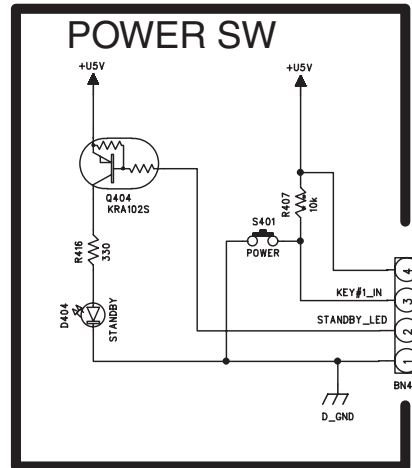 POWER SW
+U5V
+U5V
Q404
KRA102S
R407
10k
S401
POWER
R416
330
D404
STANDBY
KEY#1_IN
STANDBY_LED
4
3
2
1
BN4
D_GND